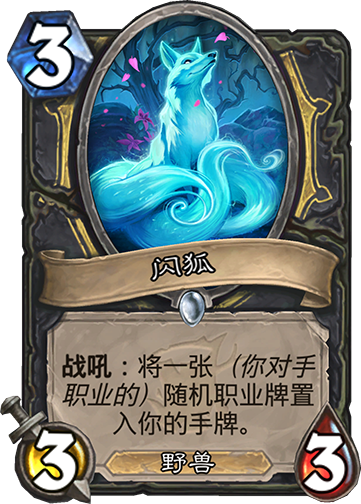 3
闪狐
战吼：将一张（你对手
职业的）随机职业牌置
入你的手牌。
3
野兽
3